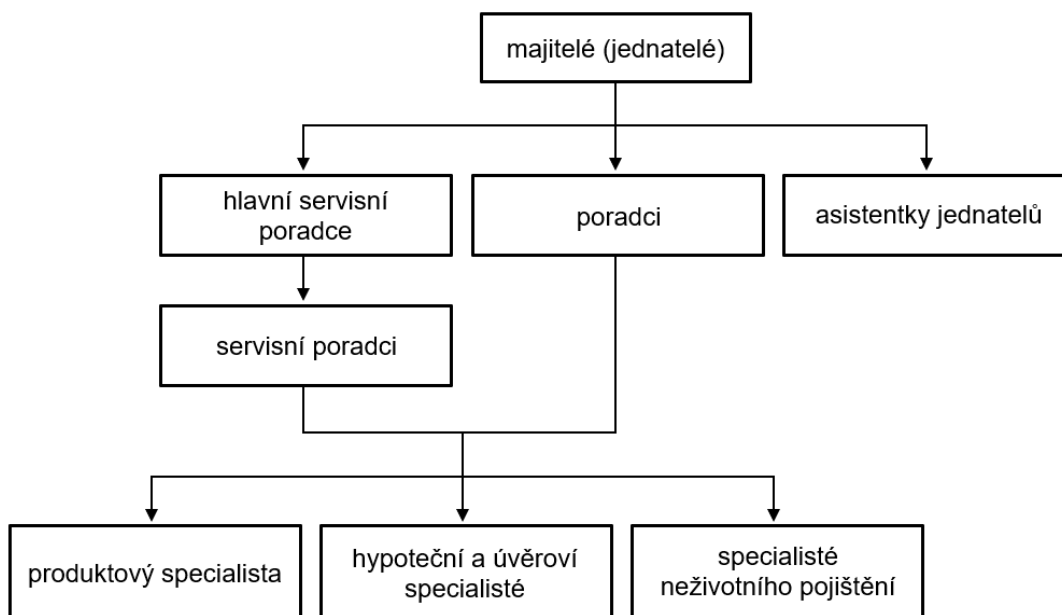 majitelé (jednatelé)
hlavní servisní
poradce
poradci
asistentky jednatelů
servisní poradci
produktový specialista
hypoteční a úvěroví
specialisté
specialisté
neživotního pojištění